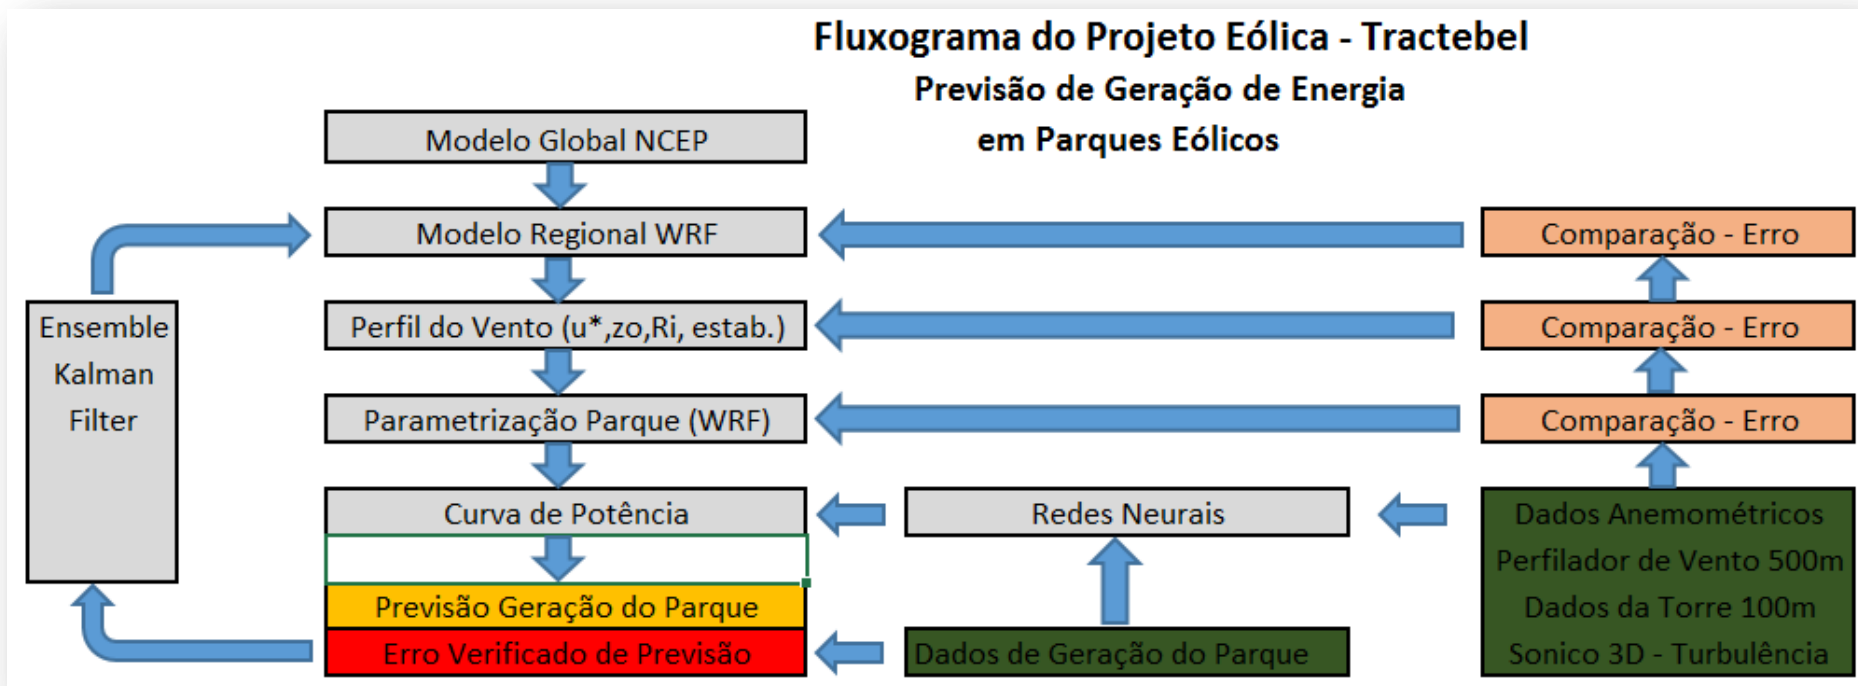 Fluxograma do Projeto Eólica - Tractebel
Previsão de Geração de Energia
em Parques Eólicos
Modelo Global NCEP
Modelo Regional WRF
Comparação - Erro
Ensemble
Kalman
Filter
Perfil do Vento (u*,zo,Ri, estab.)
Comparação - Erro
Parametrização Parque (WRF)
Comparação - Erro
Curva de Potência
Redes Neurais
Dados Anemométricos
Perfilador de Vento 500m
Dados da Torre 100m
Sonico 3D - Turbulência
Previsão Geração do Parque
Erro Verificado de Previsão
Dados de Geração do Parque